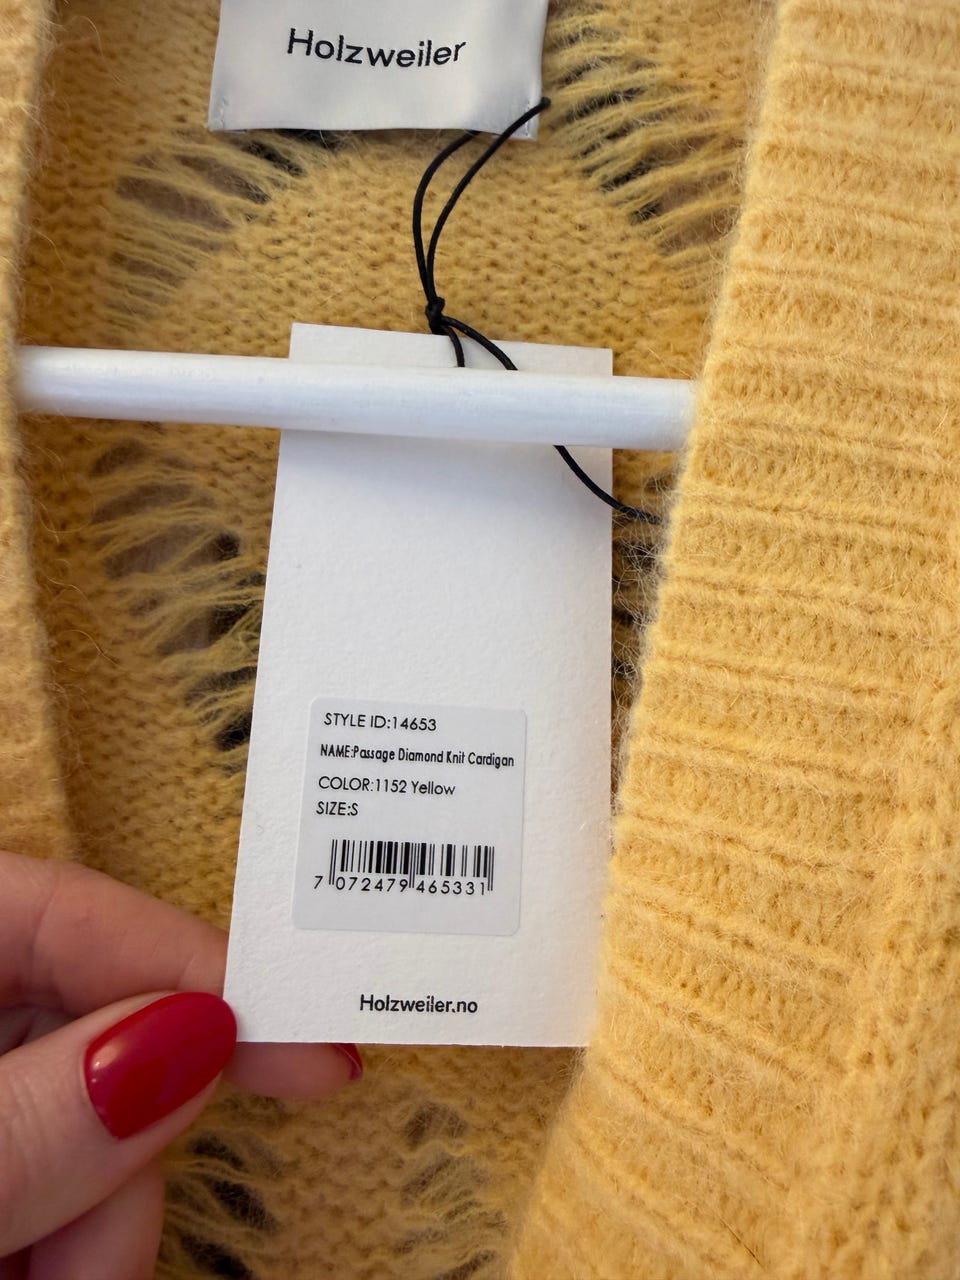 Holzweiler
STYLE ID:14653
NAME:Passage Diamond Knit Cardigan
COLOR:1152 Yellow
SIZE:S
7 072479 465331
Holzweiler.no